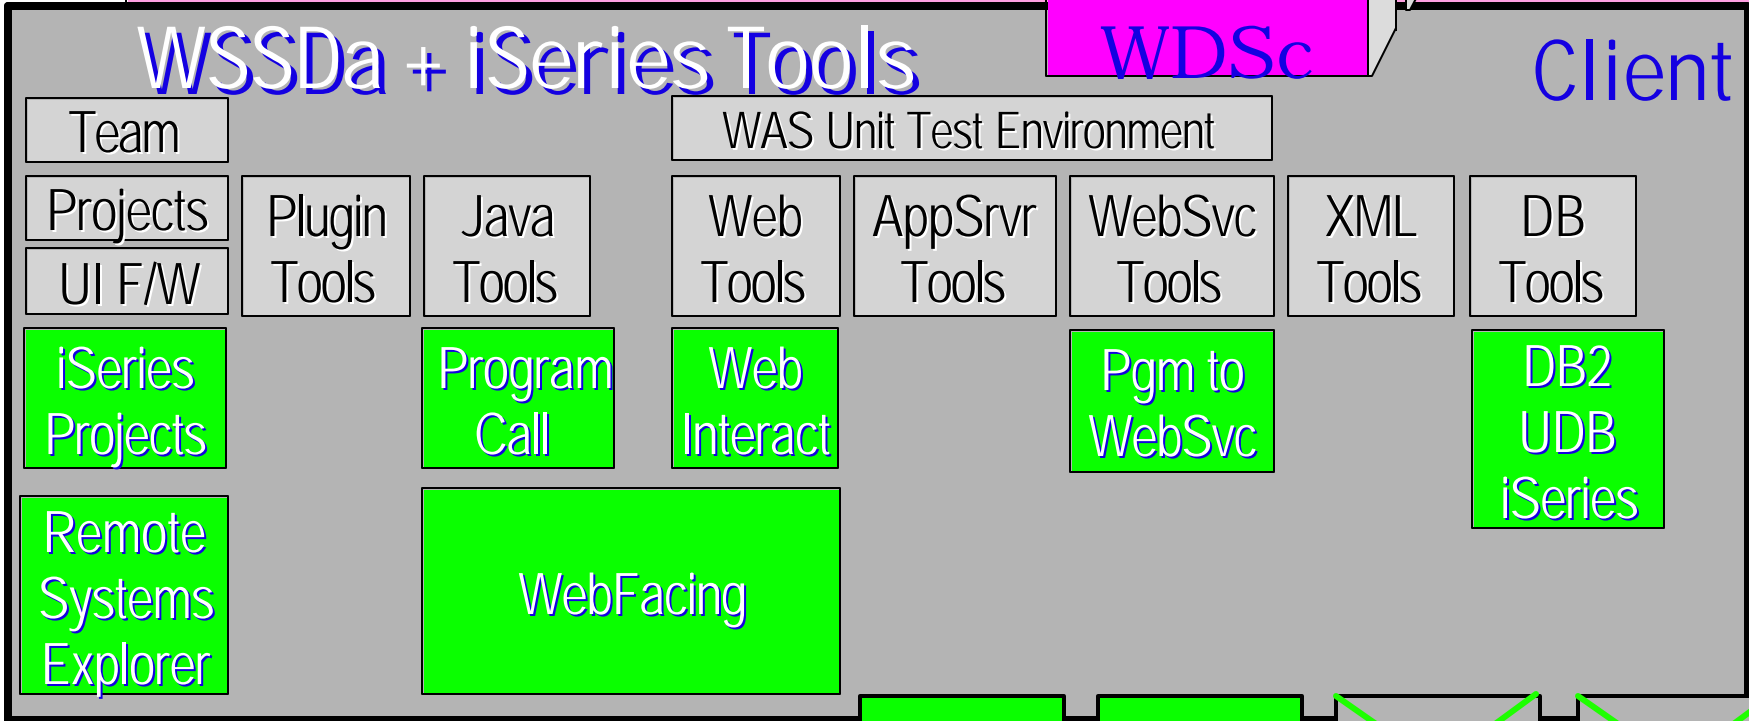 WSSDa + iSeries Tools
WDSc
Client
Team
WAS Unit Test Environment
Projects
UI F/W
Plugin
Tools
Java
Tools
Web
Tools
AppSrvr
Tools
WebSvc
Tools
XML
Tools
DB
Tools
iSeries
Projects
Program
Call
Web
Interact
Pgm to
WebSvc
DB2
UDB
iSeries
Remote
Systems
Explorer
WebFacing